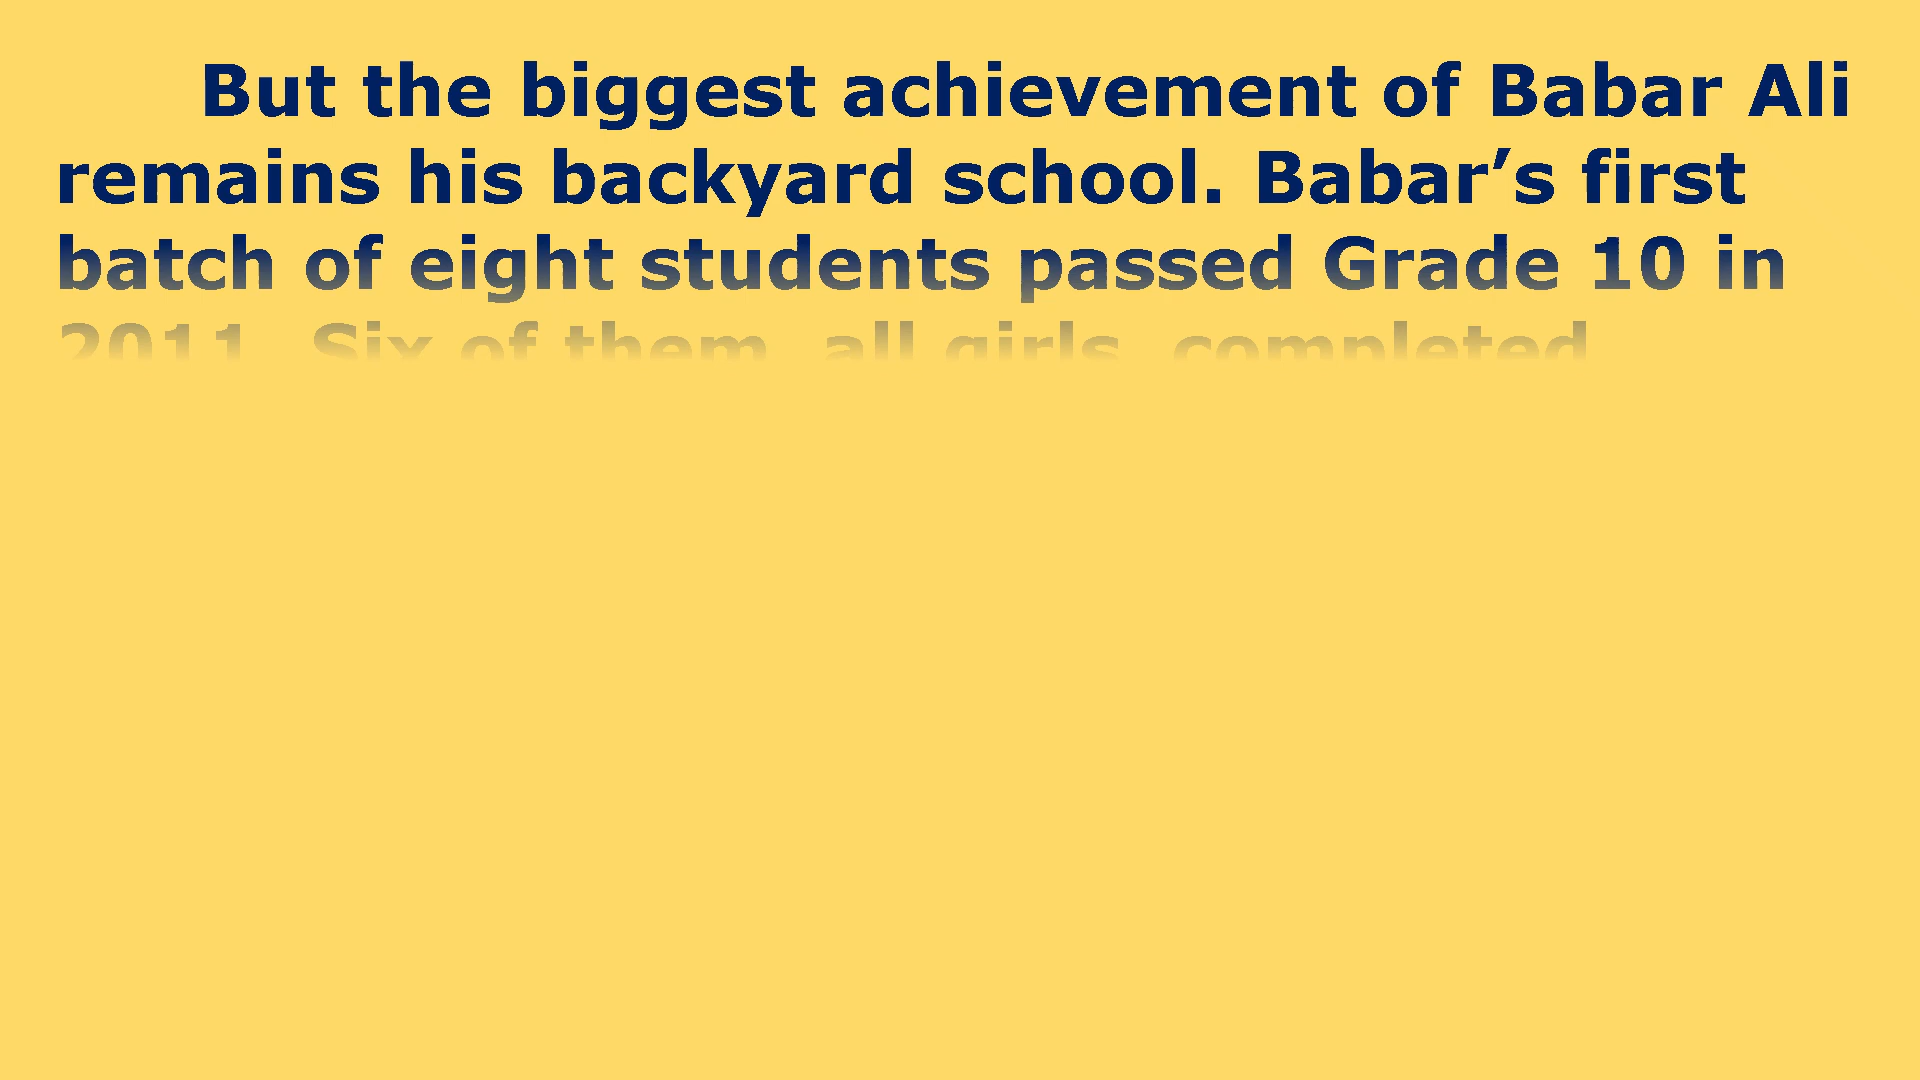 But the biggest achievement of Babar Ali
remains his backyard school. Babar’s first
batch of eight students passed Grade 10 in
2011. Six of them, all girls, completed